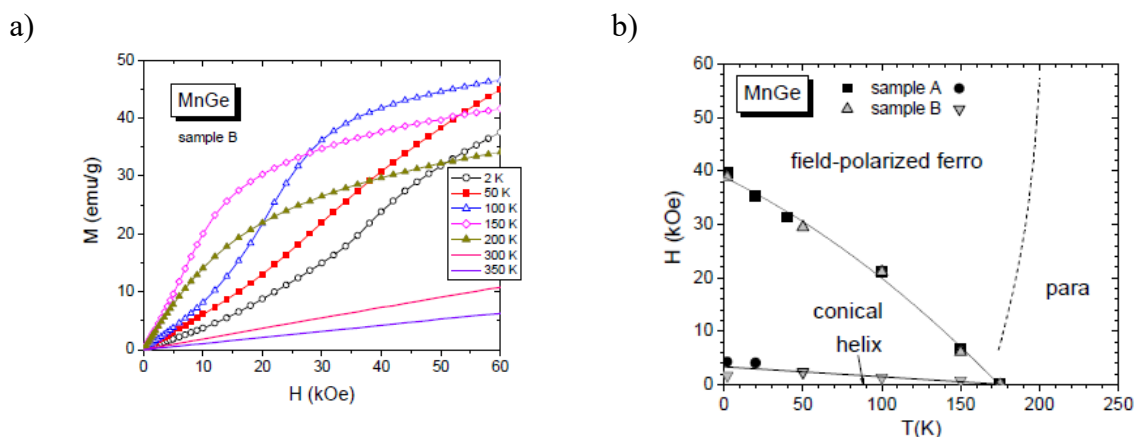 a)
MnGe
sample B
M (emu/g)
50
40
30
20
10
0
0 10 20 30 40 50 60
H (kOe)
2 K
50 K
100 K
150 K
200 K
300 K
350 K
b)
MnGe
sample A
sample B
field-polarized ferro
conical
helix
para
H (kOe)
60
50
40
30
20
10
0
0 50 100 150 200 250
T(K)